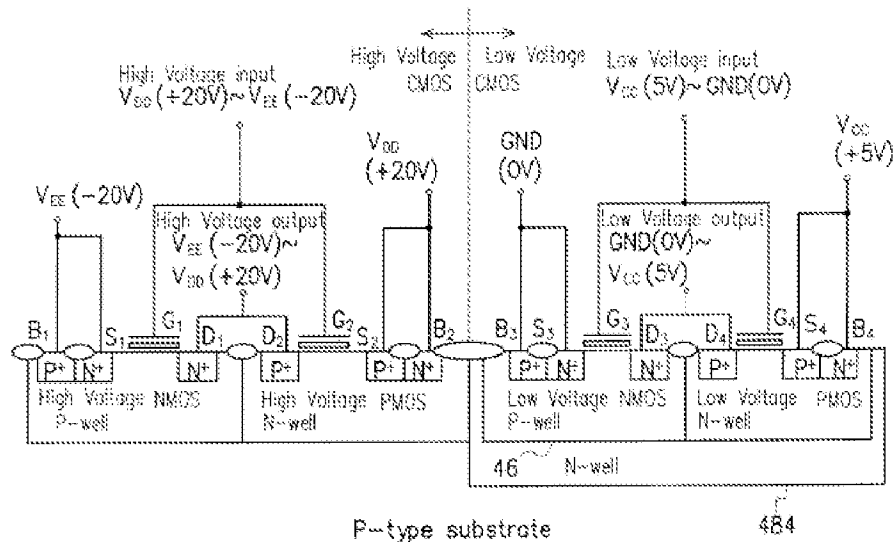 High Voltage
CMOS
Low Voltage
CMOS
High Voltage input
V_DD(+20V)~V_EE(-20V)
Low Voltage input
V_CC(5V)~GND(0V)
V_EE(-20V)
V_DD
(+20V)
GND
(0V)
V_CC
(+5V)
High Voltage output
V_EE(-20V)~
V_DD(+20V)
Low Voltage output
GND(0V)~
V_CC(5V)
B1 S1 G1 D1 D2 G2 S2 B2 B3 S3 G3 D3 D4 G4 S4 B4
P+ N+ N+ P+ P+ N+ P+ N+ N+ P+ P+ N+
High Voltage NMOS
P-well
High Voltage PMOS
N-well
Low Voltage NMOS
P-well
Low Voltage PMOS
N-well
46 N-well
P-type substrate 484